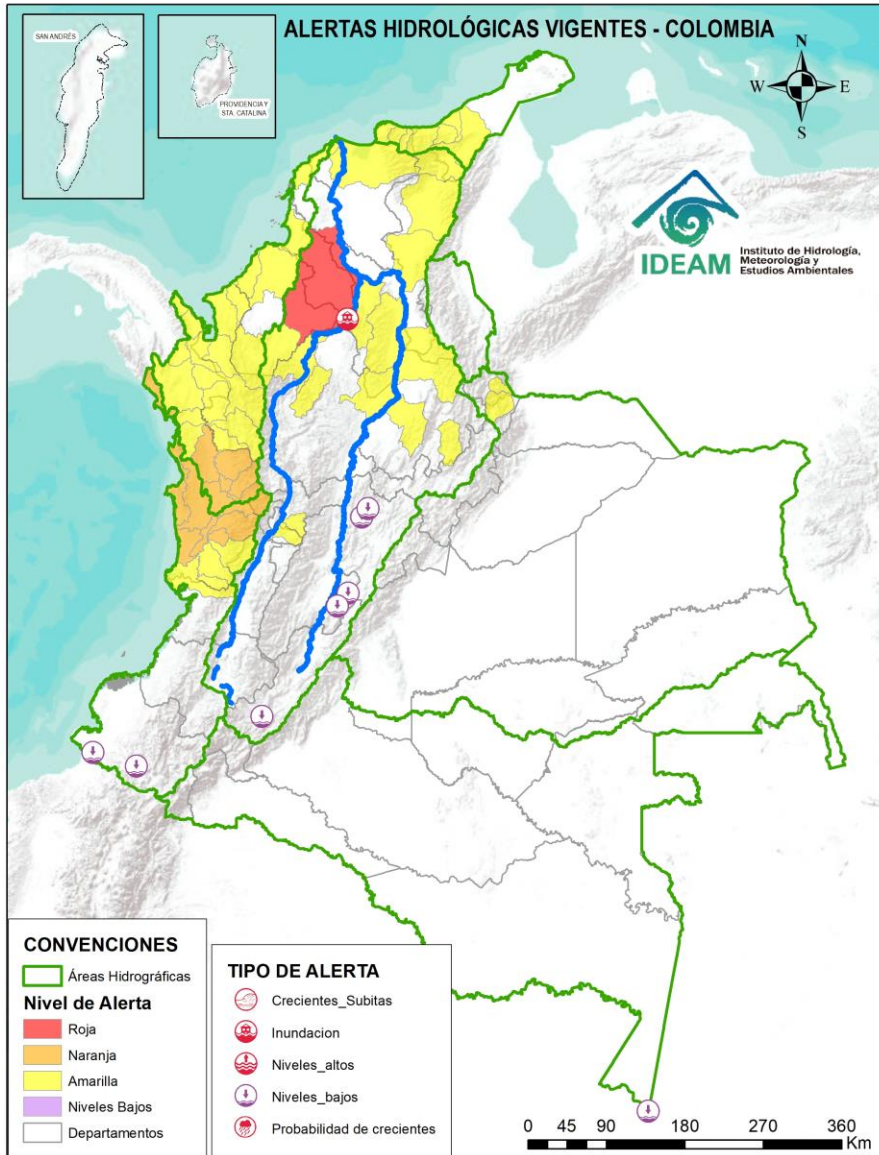 ALERTAS HIDROLÓGICAS VIGENTES - COLOMBIA
SAN ANDRÉS
PROVIDENCIA Y
STA. CATALINA
N
W
E
S
IDEAM
Instituto de Hidrología,
Meteorología y
Estudios Ambientales
CONVENCIONES
Áreas Hidrográficas
Nivel de Alerta
Roja
Naranja
Amarilla
Niveles Bajos
Departamentos
TIPO DE ALERTA
Crecientes_Subitas
Inundacion
Niveles_altos
Niveles_bajos
Probabilidad de crecientes
0 45 90 180 270 360
Km